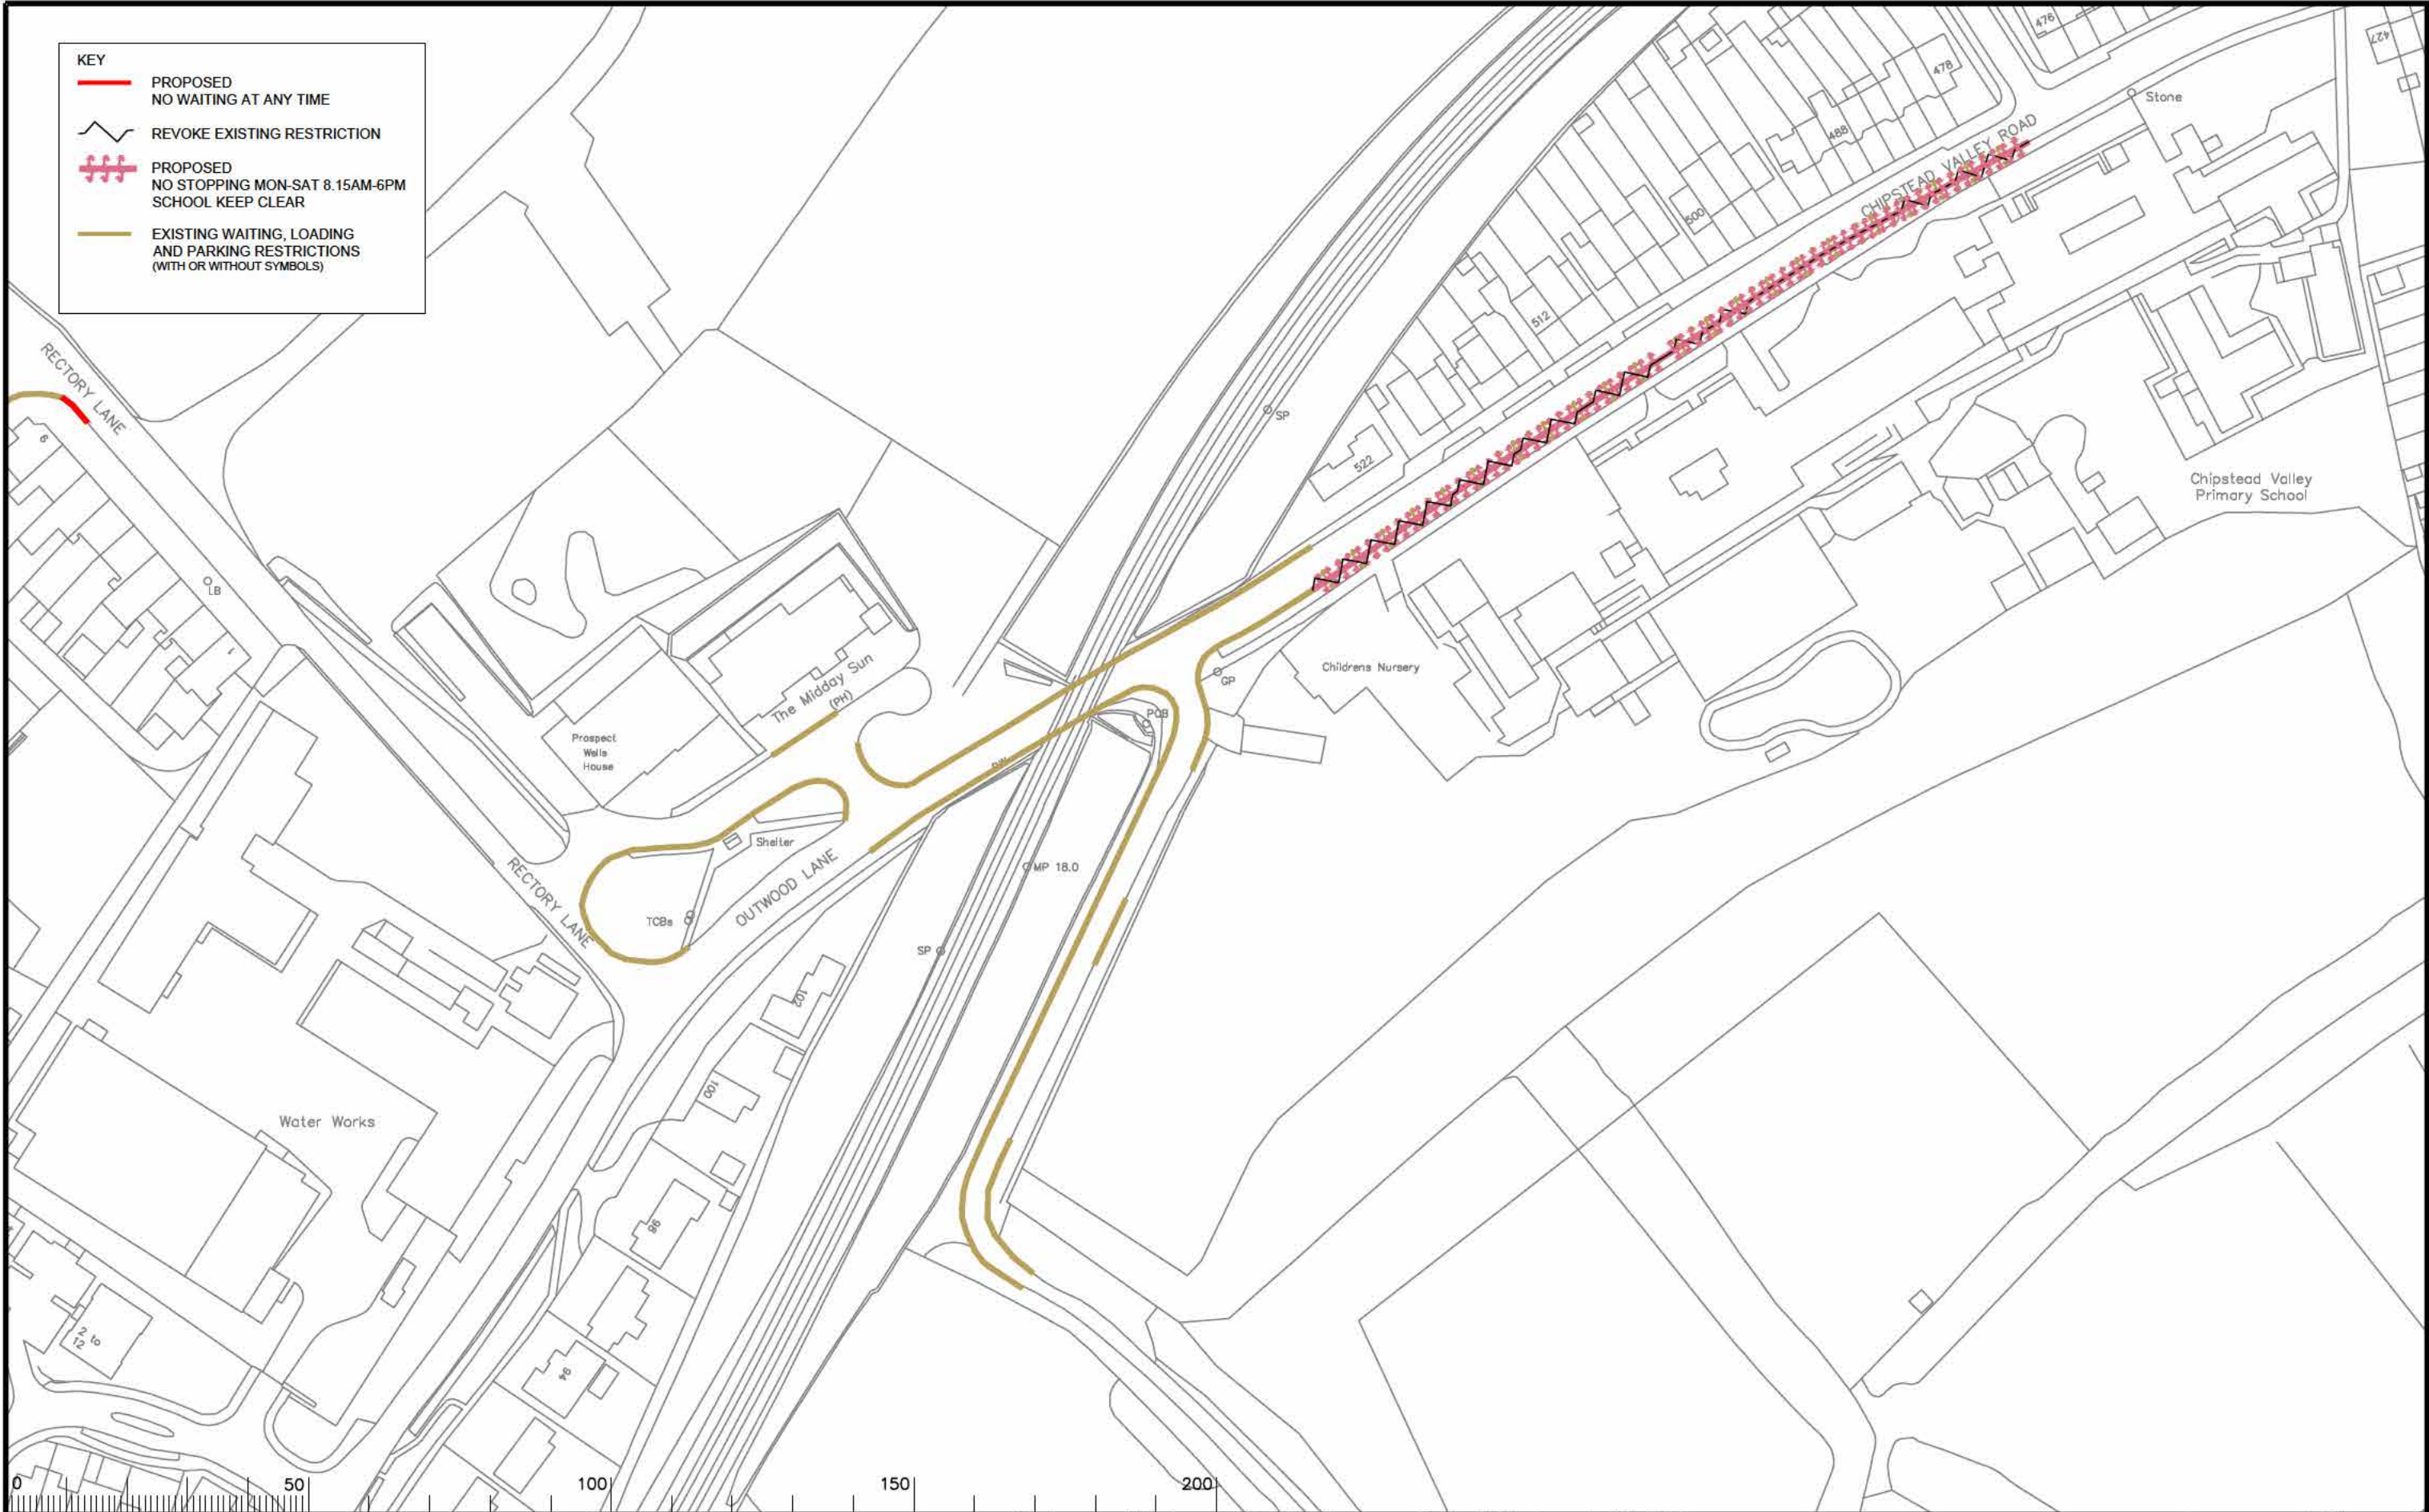 KEY
PROPOSED
NO WAITING AT ANY TIME
REVOKE EXISTING RESTRICTION
PROPOSED
NO STOPPING MON-SAT 8.15AM-6PM
SCHOOL KEEP CLEAR
EXISTING WAITING, LOADING
AND PARKING RESTRICTIONS
(WITH OR WITHOUT SYMBOLS)
476
427
478
Stone
488
CHIPSTEAD VALLEY ROAD
500
512
RECTORY LANE
SP
9
522
Chipstead Valley
Primary School
LB
1
The Midday Sun
(PH)
Childrens Nursery
GP
PCB
Prospect
Wells
House
Shelter
MP 18.0
OUTWOOD LANE
RECTORY LANE
TCBs
SP
102
100
Water Works
98
2 to
12
94
0
50
100
150
200